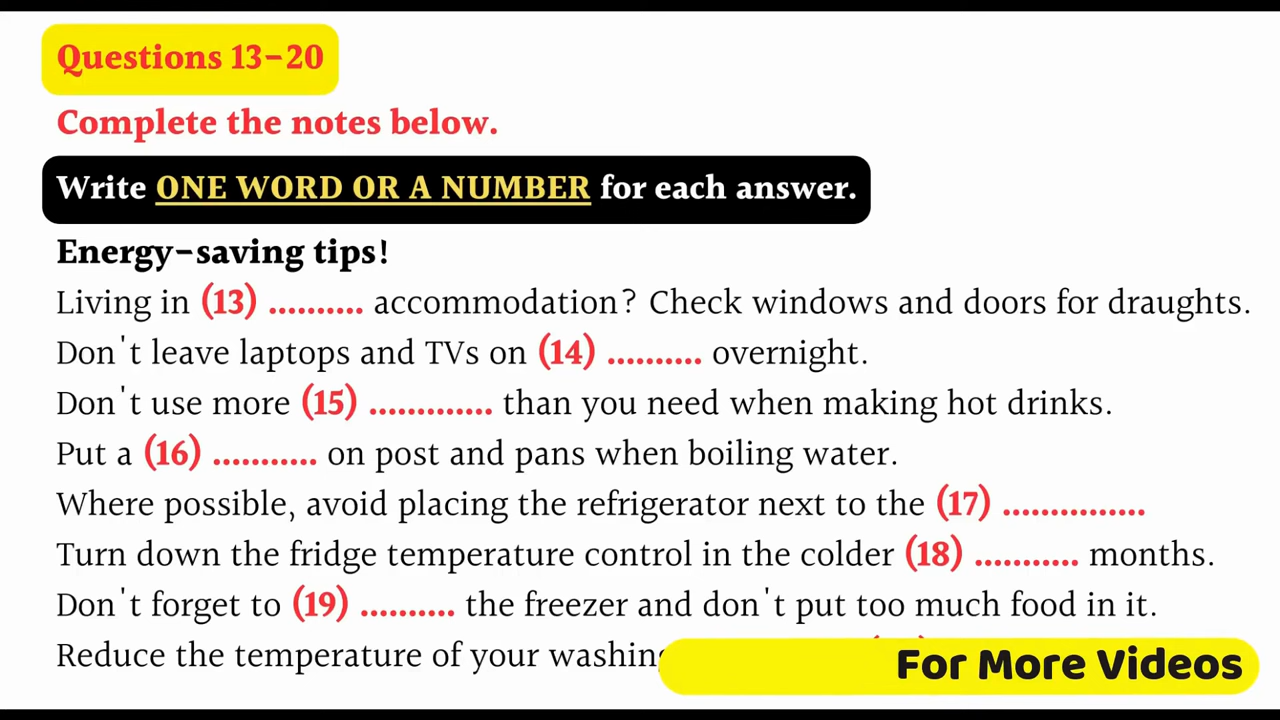 Questions 13-20
Complete the notes below.
Write ONE WORD OR A NUMBER for each answer.
Energy-saving tips!
Living in (13) .......... accommodation? Check windows and doors for draughts.
Don't leave laptops and TVs on (14) .......... overnight.
Don't use more (15) ............. than you need when making hot drinks.
Put a (16) ........... on post and pans when boiling water.
Where possible, avoid placing the refrigerator next to the (17) ...............
Turn down the fridge temperature control in the colder (18) ........... months.
Don't forget to (19) .......... the freezer and don't put too much food in it.
Reduce the temperature of your
For More Videos